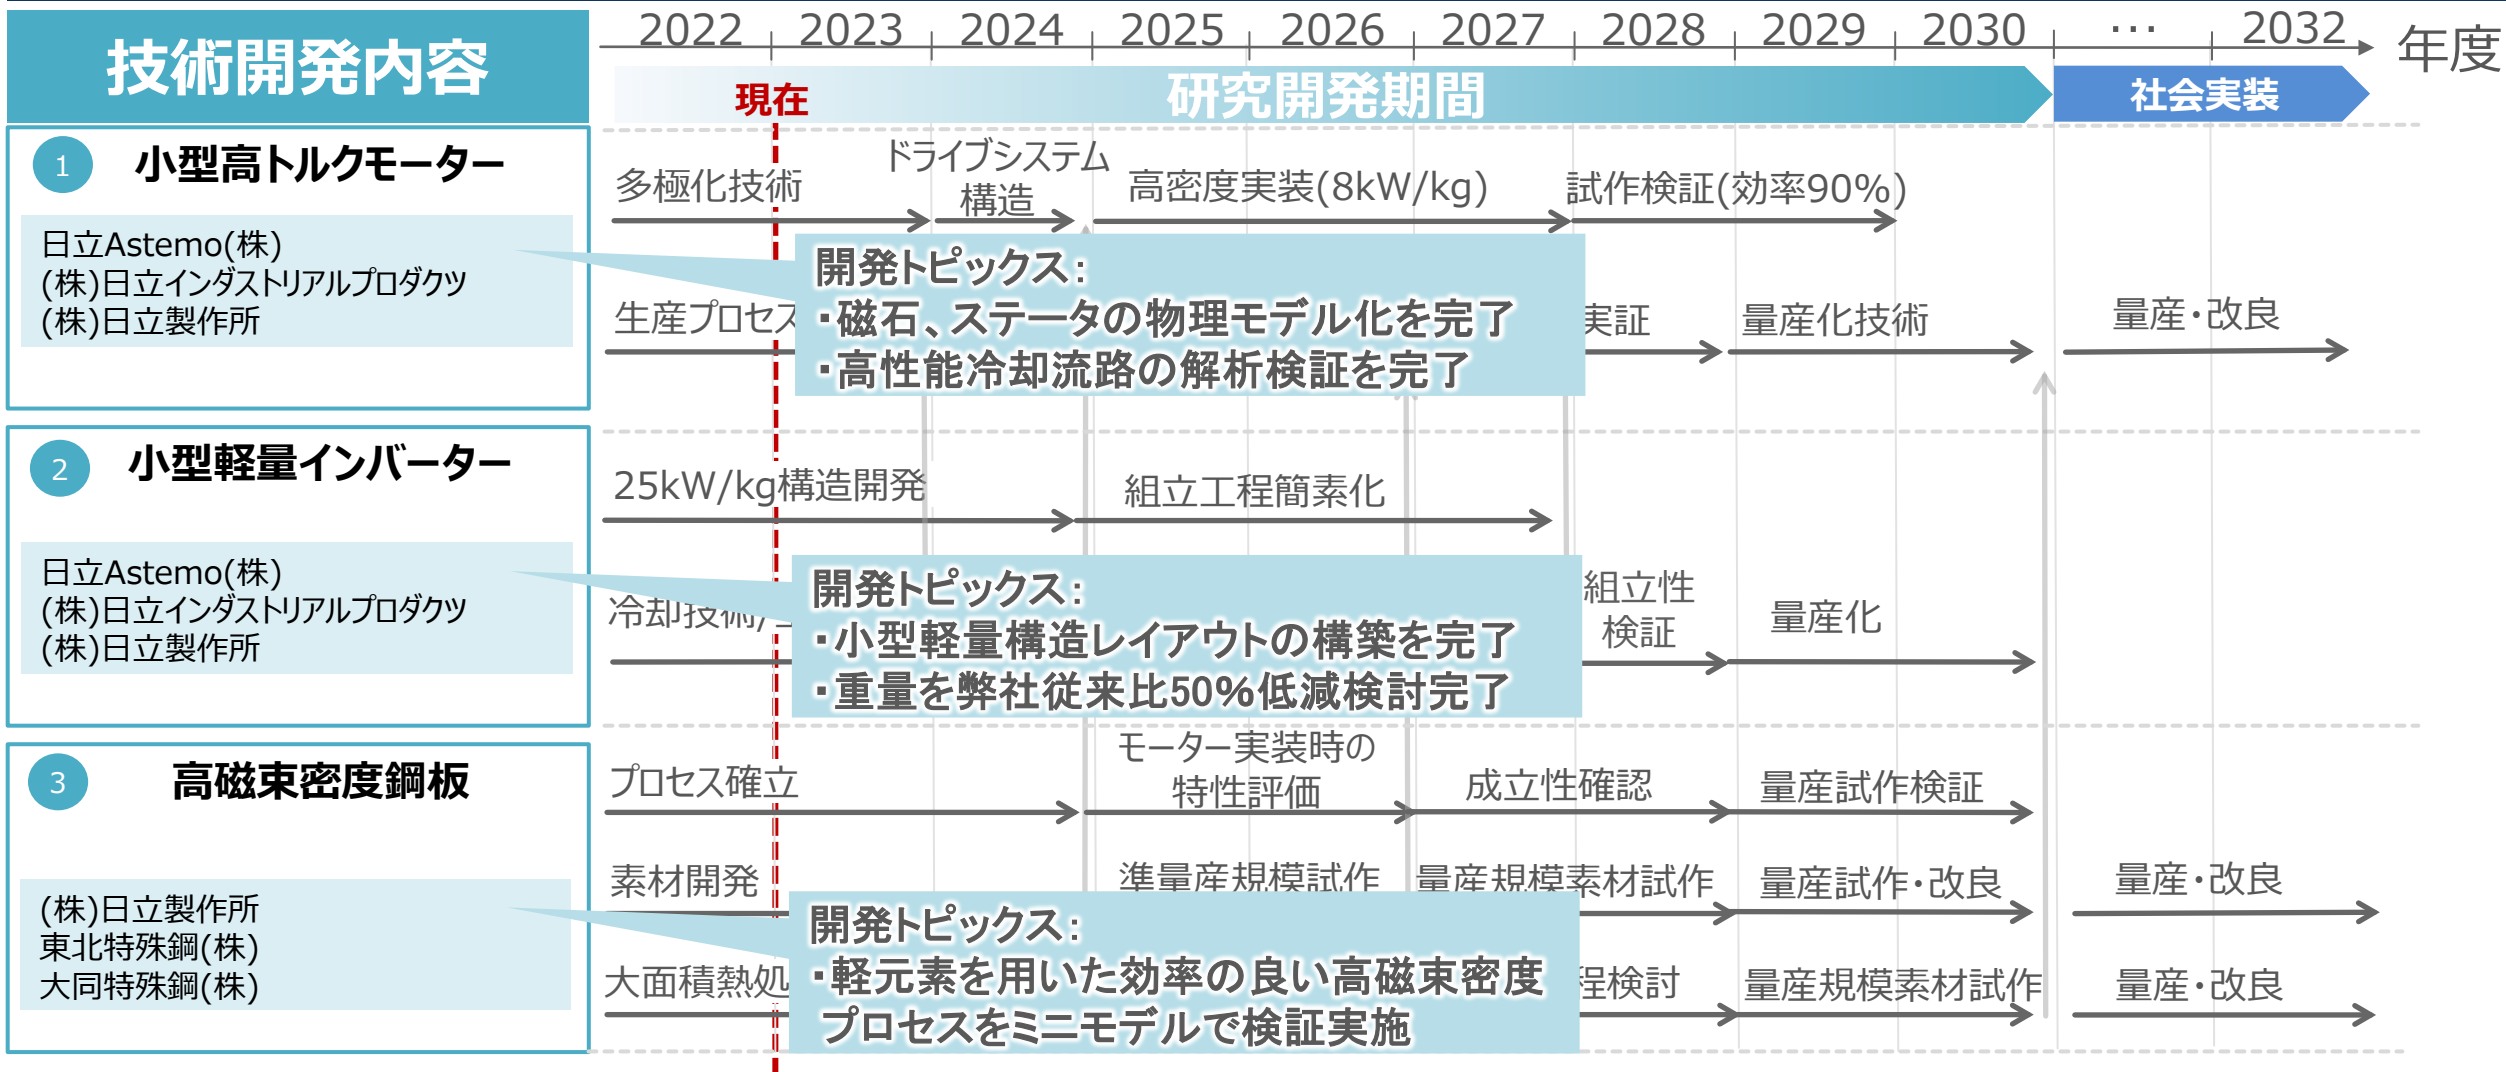 技術開発内容
2022 2023 2024 2025 2026 2027 2028 2029 2030 … 2032 年度
現在
研究開発期間
社会実装
1 小型高トルクモーター
日立Astemo(株)
(株)日立インダストリアルプロダクツ
(株)日立製作所
多極化技術
ドライブシステム
構造
高密度実装(8kW/kg)
試作検証(効率90%)
生産プロセス
開発トピックス:
・磁石、ステータの物理モデル化を完了
・高性能冷却流路の解析検証を完了
実証
量産化技術
量産・改良
2 小型軽量インバーター
日立Astemo(株)
(株)日立インダストリアルプロダクツ
(株)日立製作所
25kW/kg構造開発
組立工程簡素化
冷却技術/
開発トピックス:
・小型軽量構造レイアウトの構築を完了
・重量を弊社従来比50%低減検討完了
組立性
検証
量産化
3 高磁束密度鋼板
(株)日立製作所
東北特殊鋼(株)
大同特殊鋼(株)
プロセス確立
モーター実装時の
特性評価
成立性確認
量産試作検証
素材開発
準量産規模試作
量産規模素材試作
量産試作・改良
量産・改良
大面積熱処
開発トピックス:
・軽元素を用いた効率の良い高磁束密度
プロセスをミニモデルで検証実施
程検討
量産規模素材試作
量産・改良